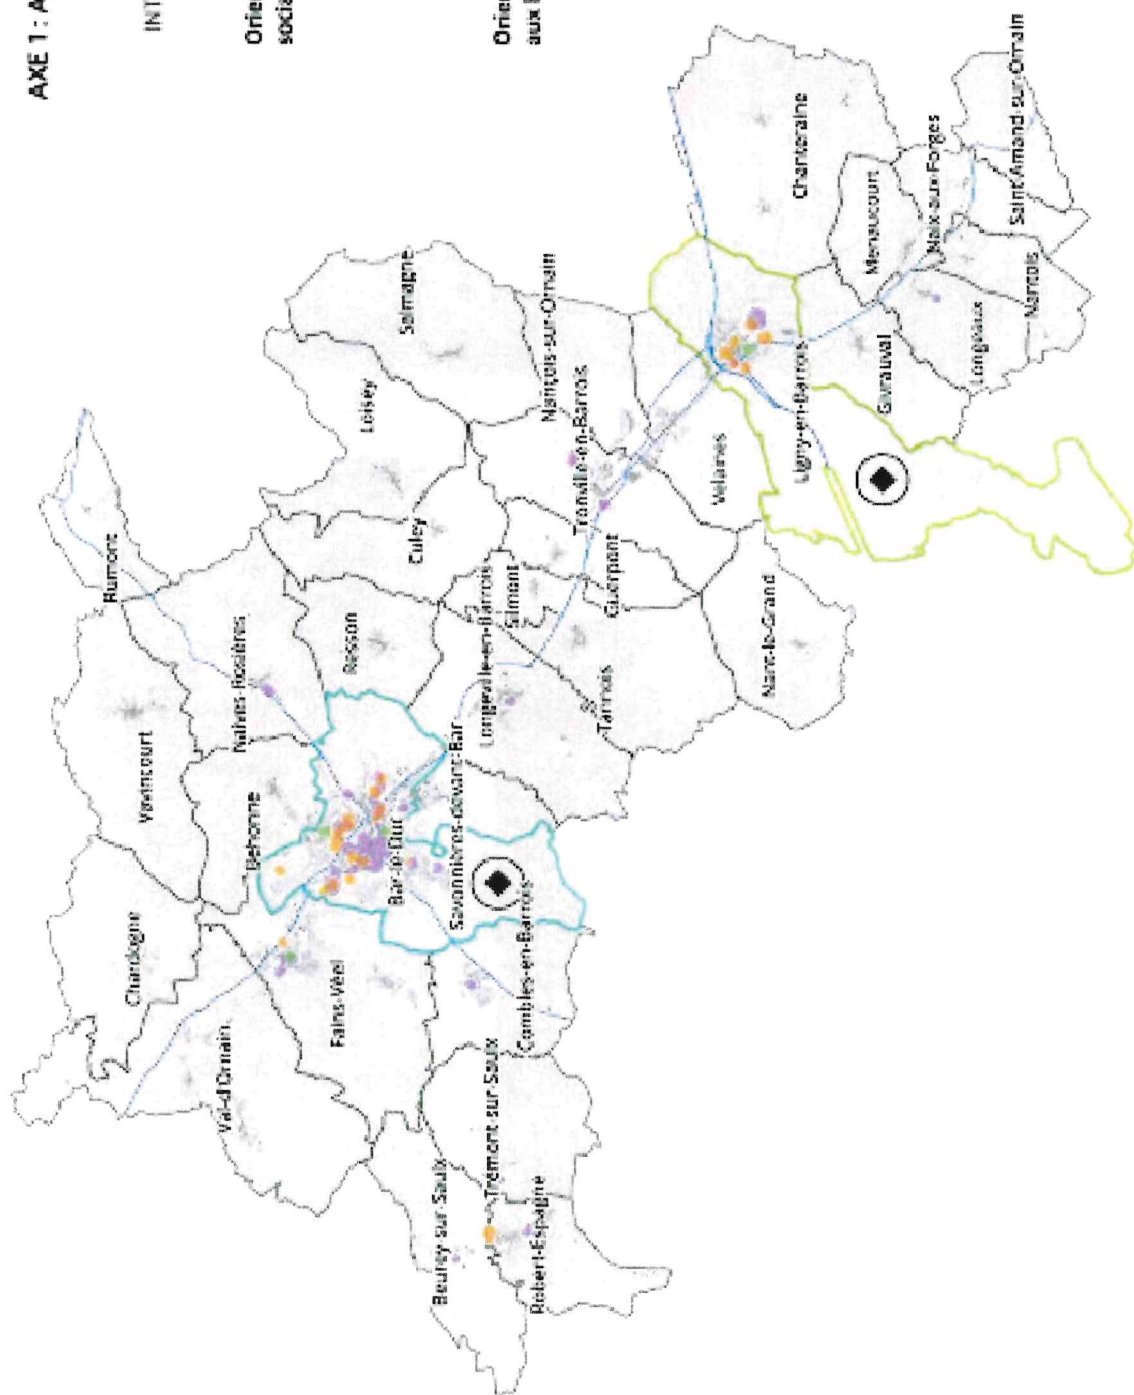 AXE 1 : A
Rumont
Chardogne
Vavincourt
INT
Val-d'Ornain
Naives-Rosières
Behonne
Orie
socia
Fains-Véel
Resson
Loisey
Bar-le-Duc
Salmagne
Culey
Beurey-sur-Saulx
Savonnières-devant-Bar
Longeville-en-Barrois
Tremont-sur-Saulx
Orie
Silmont
Combles-en-Barrois
aux
Robert-Espagne
Nançois-sur-Ornain
Tronville-en-Barrois
Tannois
Guerpont
Velaines
Nant-le-Grand
Ligny-en-Barrois
Chanteraine
Menaucourt
Givrauval
Naix-aux-Forges
Longeaux
Saint-Amand-sur-Ornain
Nantois